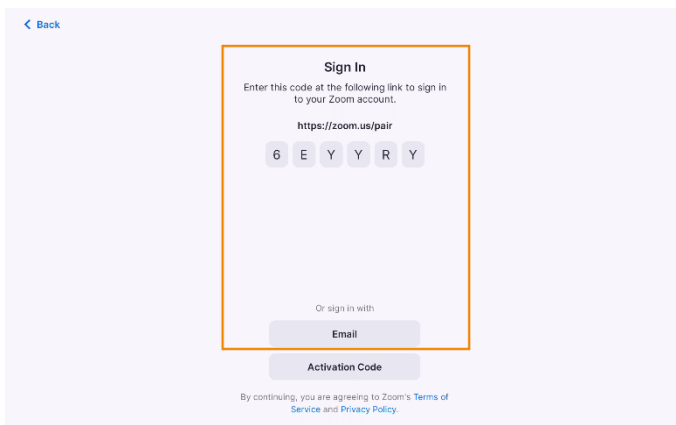 Back
Sign In
Enter this code at the following link to sign in
to your Zoom account.
https://zoom.us/pair
6 E Y Y R Y
Or sign in with
Email
Activation Code
By continuing, you are agreeing to Zoom's Terms of
Service and Privacy Policy.